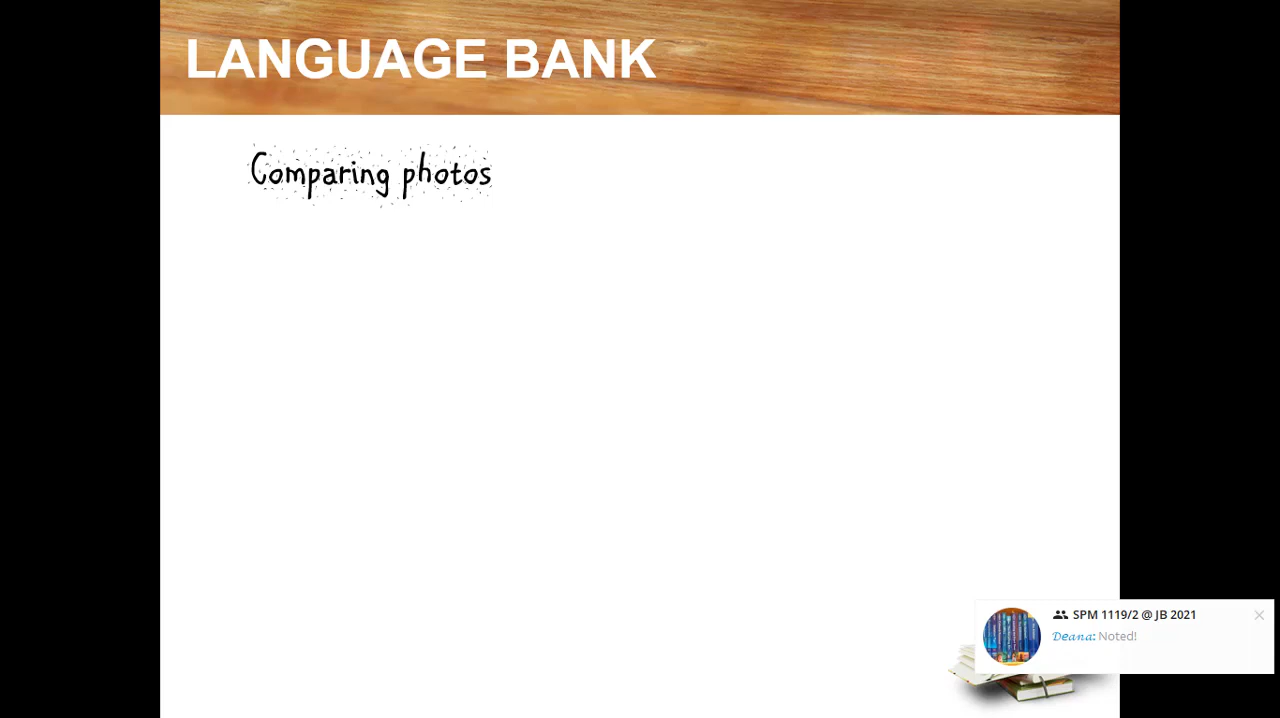 LANGUAGE BANK
Comparing photos
SPM 1119/2 @ JB 2021
𝓓𝓮𝓪𝓷𝓪: Noted!